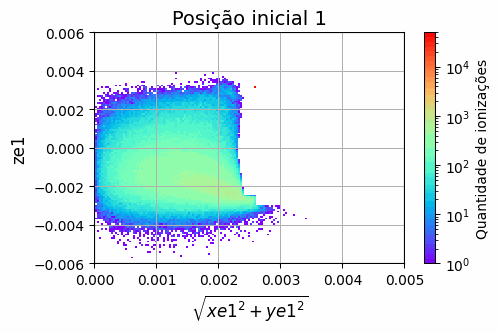 Posição inicial 1
ze1
0.006
0.004
0.002
0.000
−0.002
−0.004
−0.006
0.000 0.001 0.002 0.003 0.004 0.005
√xe1² + ye1²
10⁴
10³
10²
10¹
10⁰
Quantidade de ionizações